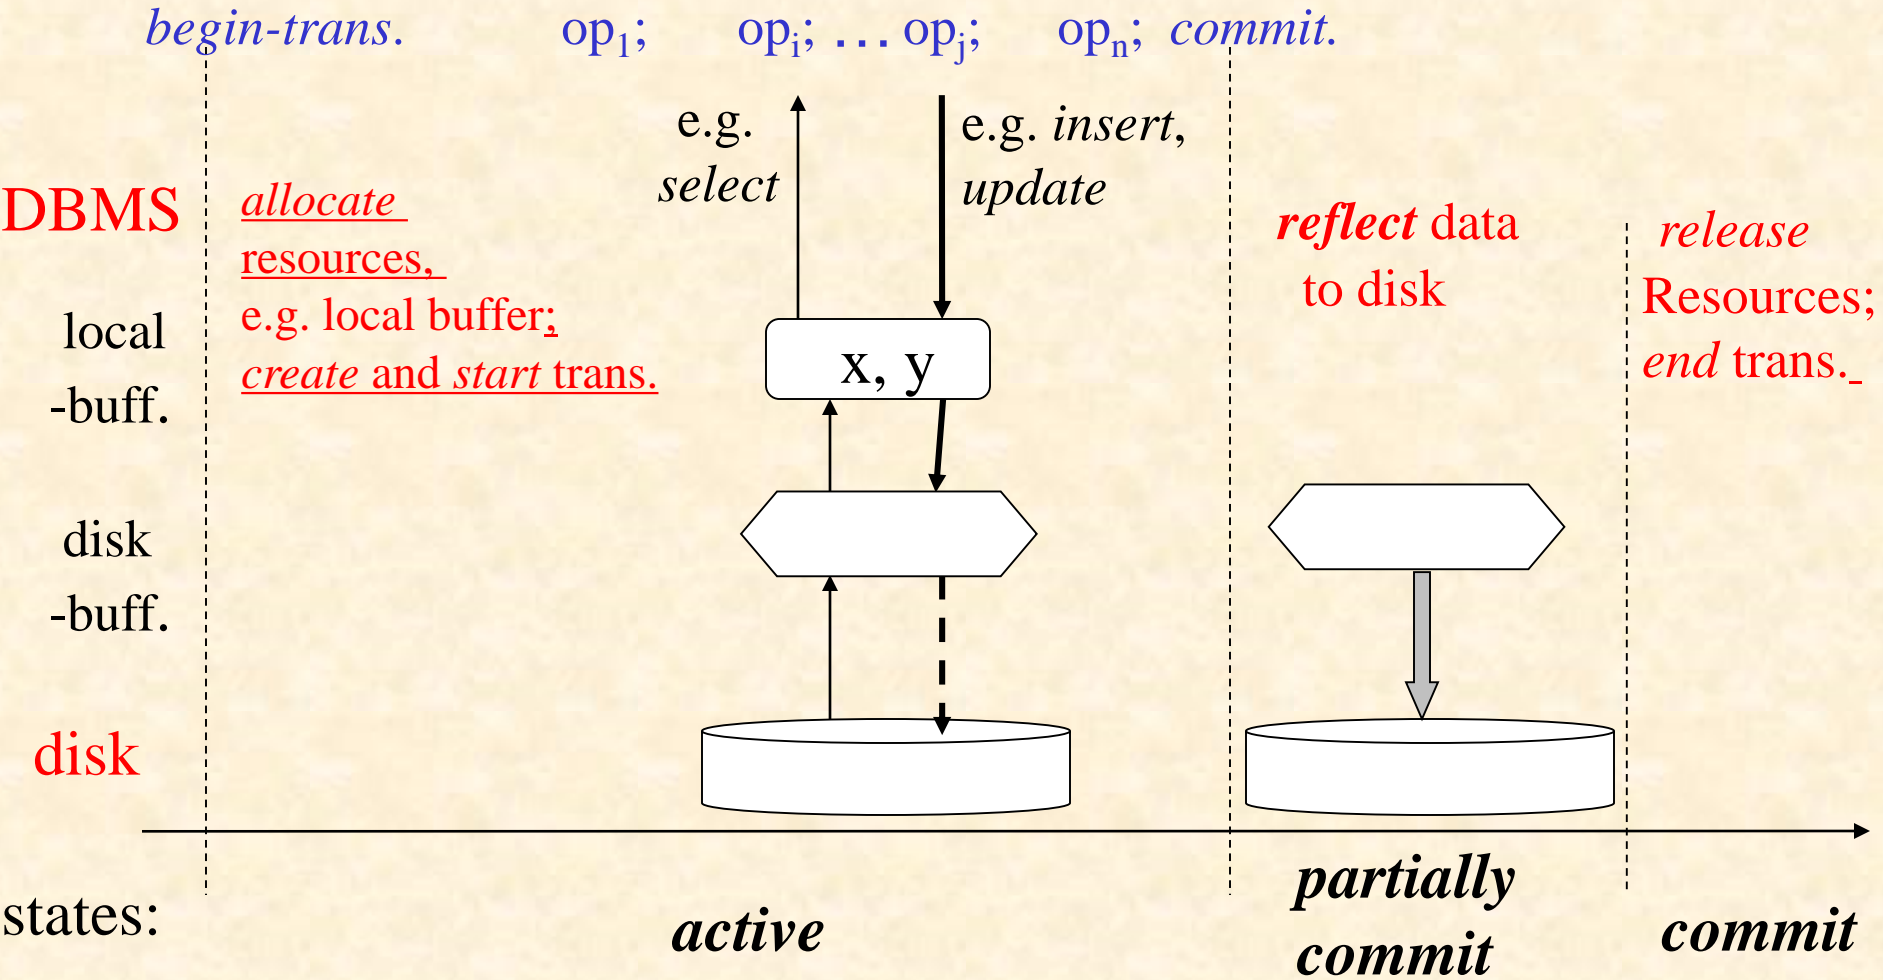 begin-trans. op1; opi; … opj; opn; commit.
e.g.
select
e.g. insert,
update
DBMS
allocate
resources,
e.g. local buffer;
create and start trans.
reflect data
to disk
release
Resources;
end trans.
local
-buff.
x, y
disk
-buff.
disk
states:
active
partially
commit
commit